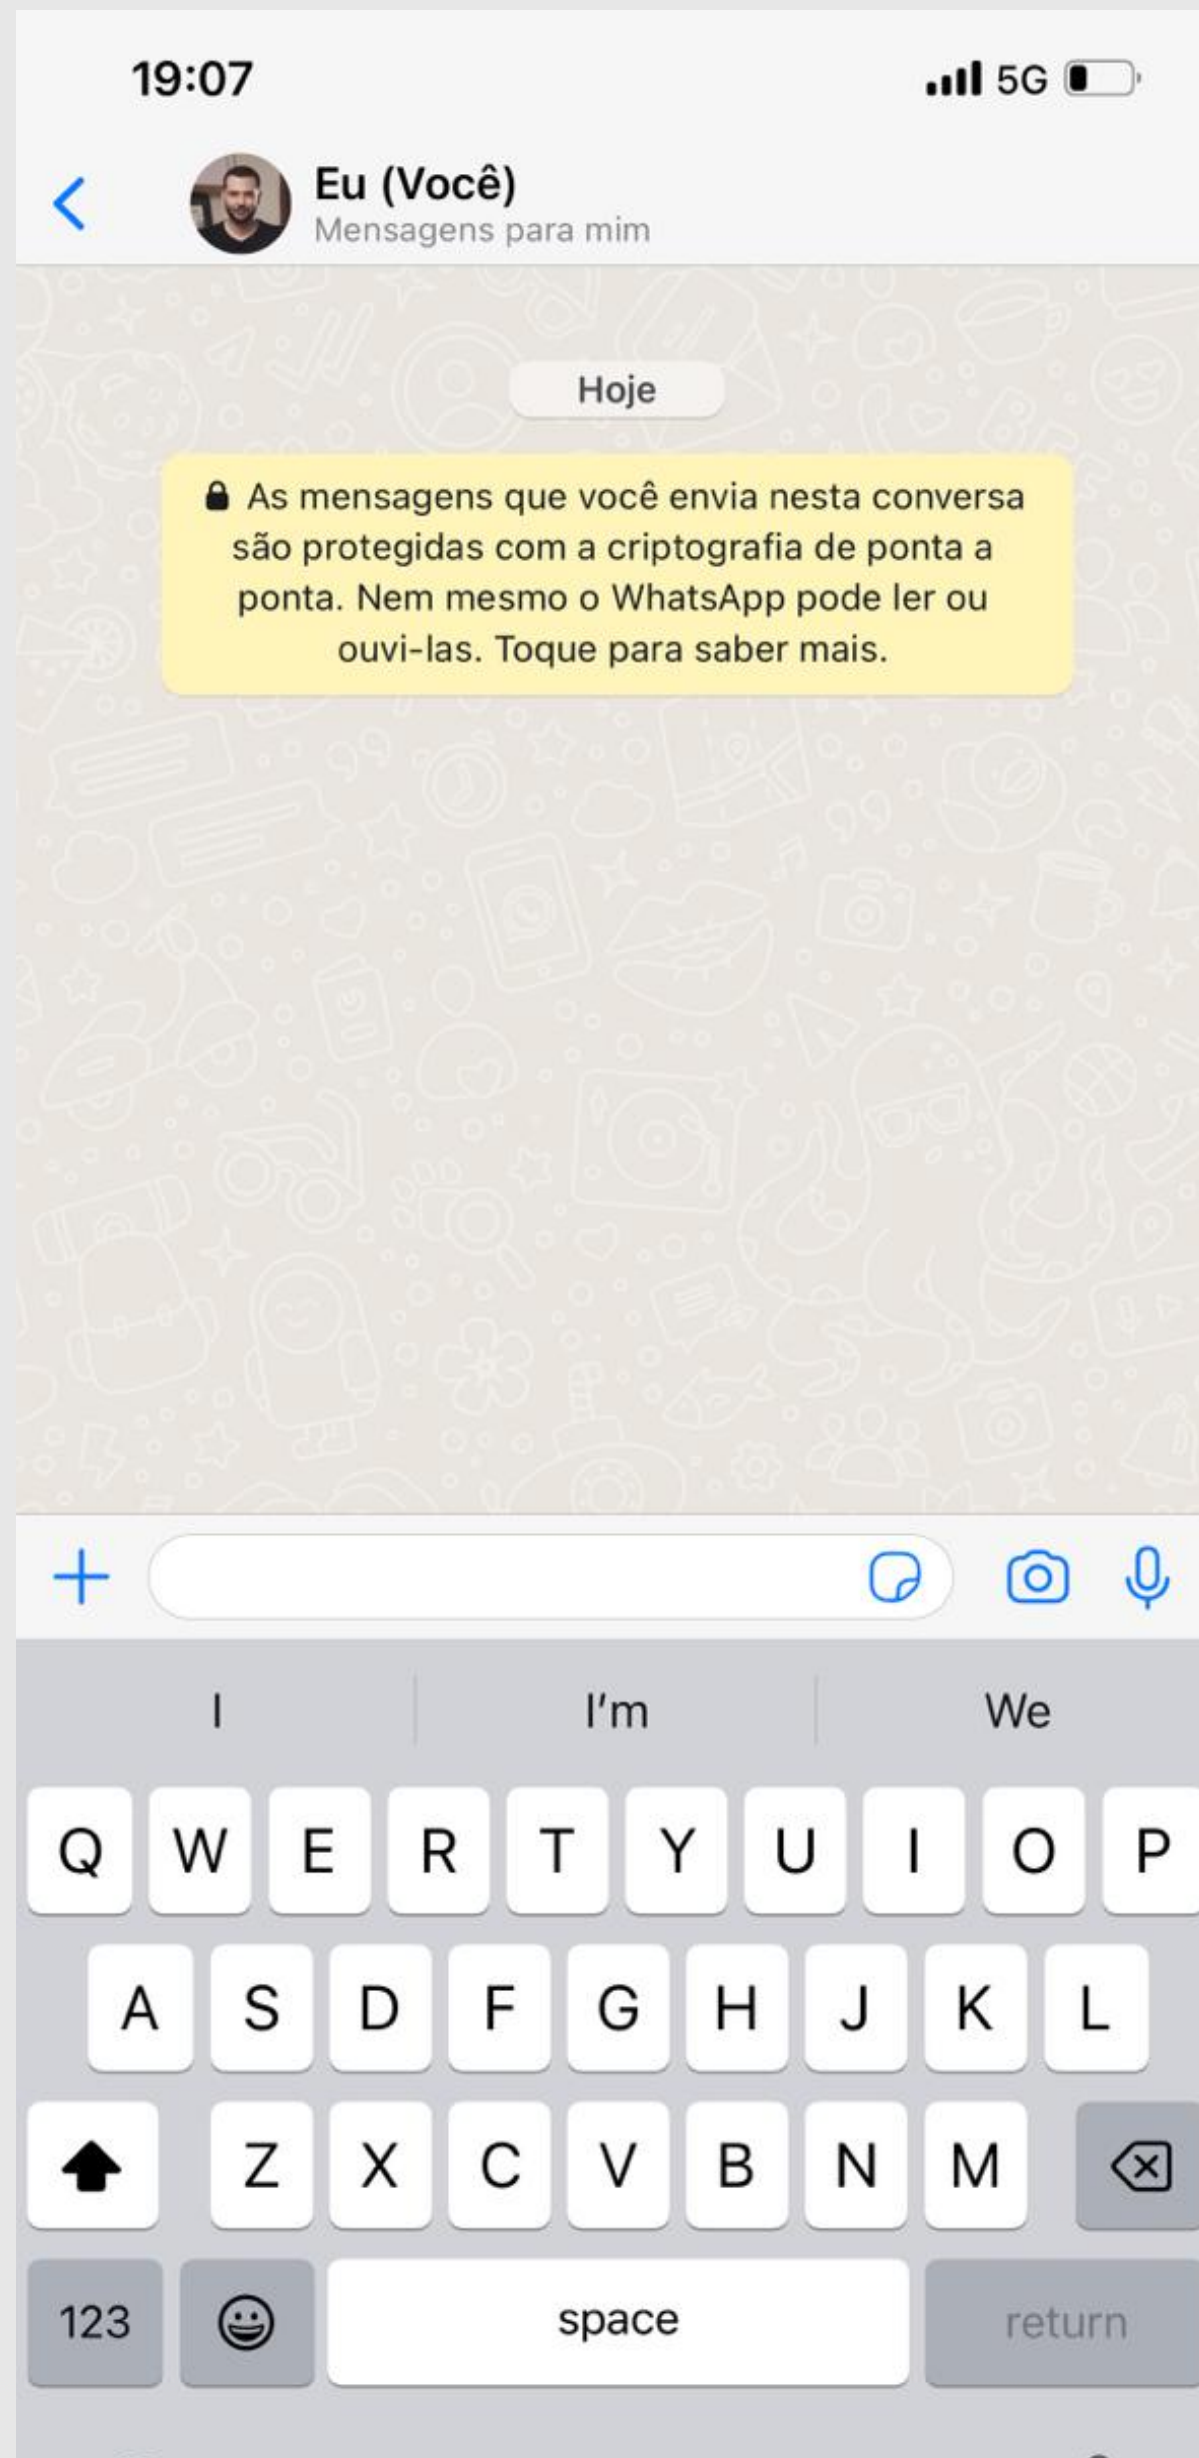 19:07 5G
Eu (Você)
Mensagens para mim
Hoje
As mensagens que você envia nesta conversa
são protegidas com a criptografia de ponta a
ponta. Nem mesmo o WhatsApp pode ler ou
ouvi-las. Toque para saber mais.
I I'm We
Q W E R T Y U I O P
A S D F G H J K L
Z X C V B N M
123 space return